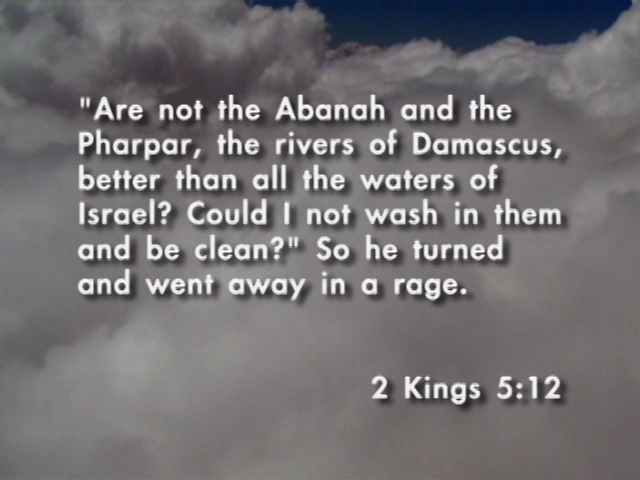 "Are not the Abanah and the
Pharpar, the rivers of Damascus,
better than all the waters of
Israel? Could I not wash in them
and be clean?" So he turned
and went away in a rage.
2 Kings 5:12